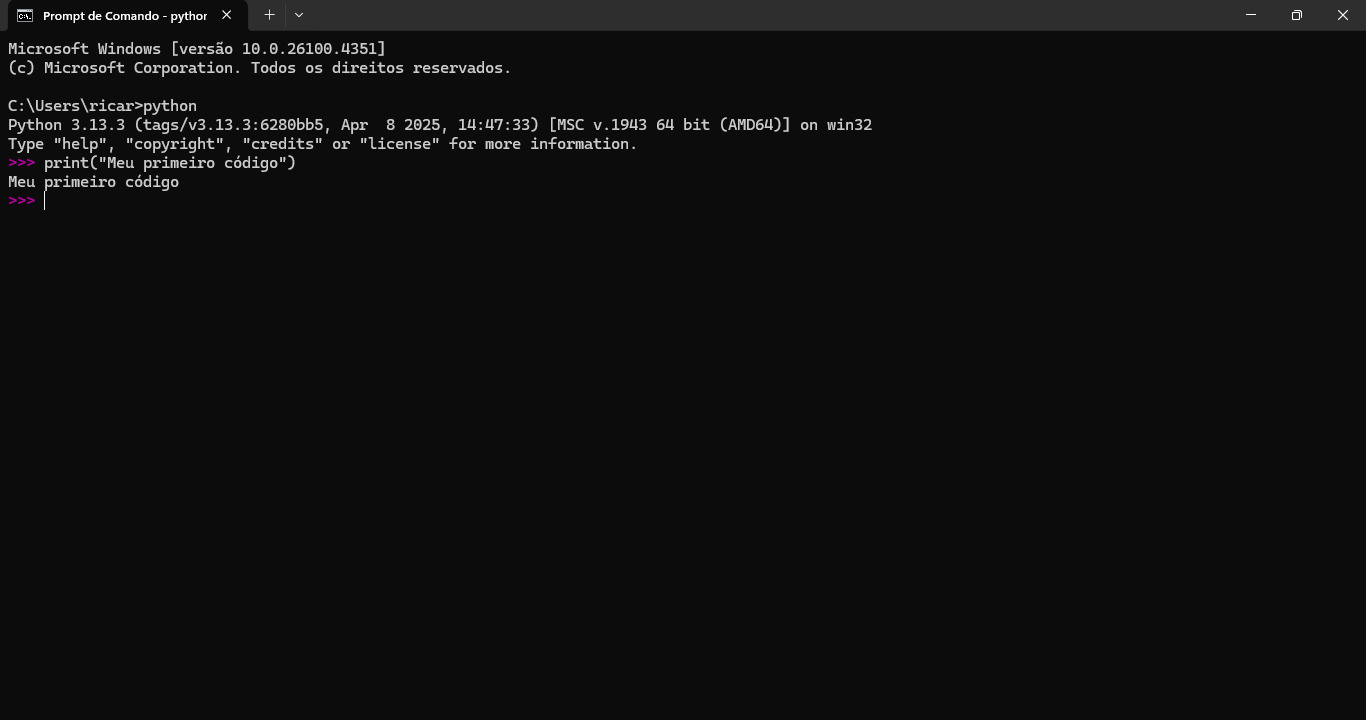 Prompt de Comando - python
Microsoft Windows [versão 10.0.26100.4351]
(c) Microsoft Corporation. Todos os direitos reservados.
C:\Users\ricar>python
Python 3.13.3 (tags/v3.13.3:6280bb5, Apr  8 2025, 14:47:33) [MSC v.1943 64 bit (AMD64)] on win32
Type "help", "copyright", "credits" or "license" for more information.
>>> print("Meu primeiro código")
Meu primeiro código
>>>